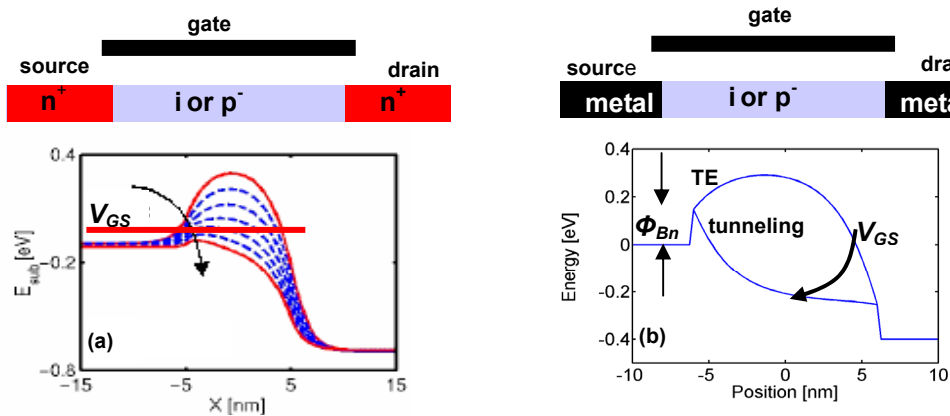 gate
source
drain
n+
i or p-
n+
0.4
-0.2
-0.8
E_sub [eV]
V_GS
(a)
-15
-5
5
15
X [nm]
gate
source
dra
metal
i or p-
meta
0.4
0.2
0
-0.2
-0.4
Energy [eV]
TE
Φ_Bn
tunneling
V_GS
(b)
-10
-5
0
5
10
Position [nm]